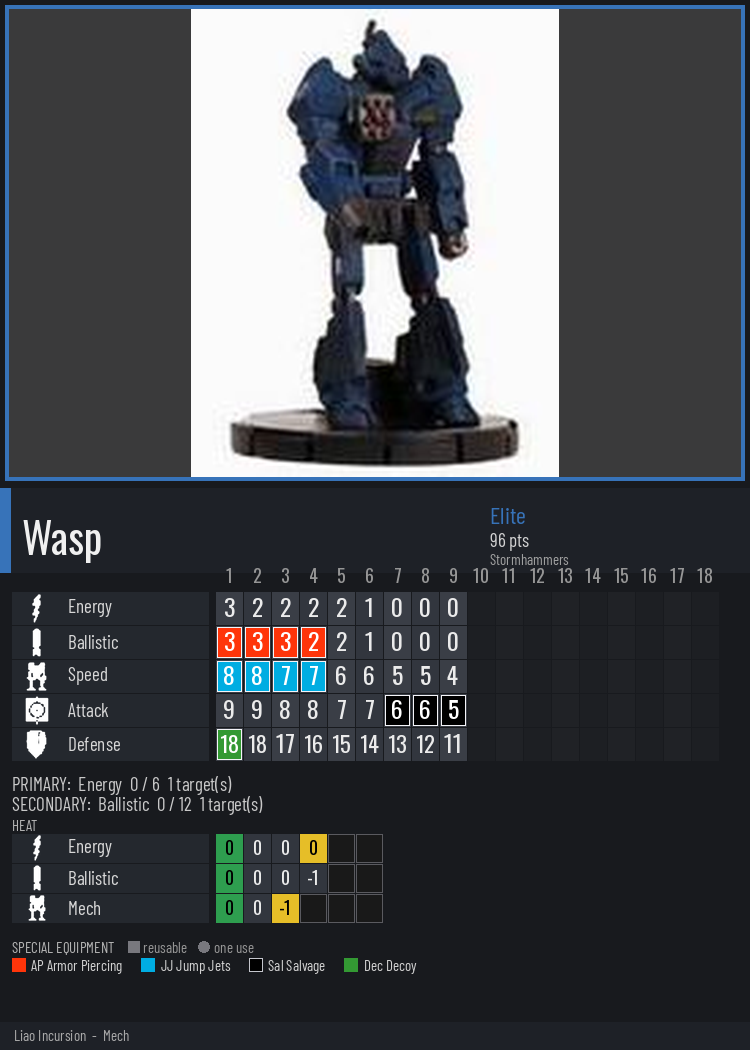 Wasp
Elite
96 pts
Stormhammers
1 2 3 4 5 6 7 8 9 10 11 12 13 14 15 16 17 18
Energy 3 2 2 2 2 1 0 0 0
Ballistic 3 3 3 2 2 1 0 0 0
Speed 8 8 7 7 6 6 5 5 4
Attack 9 9 8 8 7 7 6 6 5
Defense 18 18 17 16 15 14 13 12 11
PRIMARY: Energy 0 / 6 1 target(s)
SECONDARY: Ballistic 0 / 12 1 target(s)
HEAT
Energy 0 0 0 0
Ballistic 0 0 0 -1
Mech 0 0 -1
SPECIAL EQUIPMENT reusable one use
AP Armor Piercing JJ Jump Jets Sal Salvage Dec Decoy
Liao Incursion - Mech